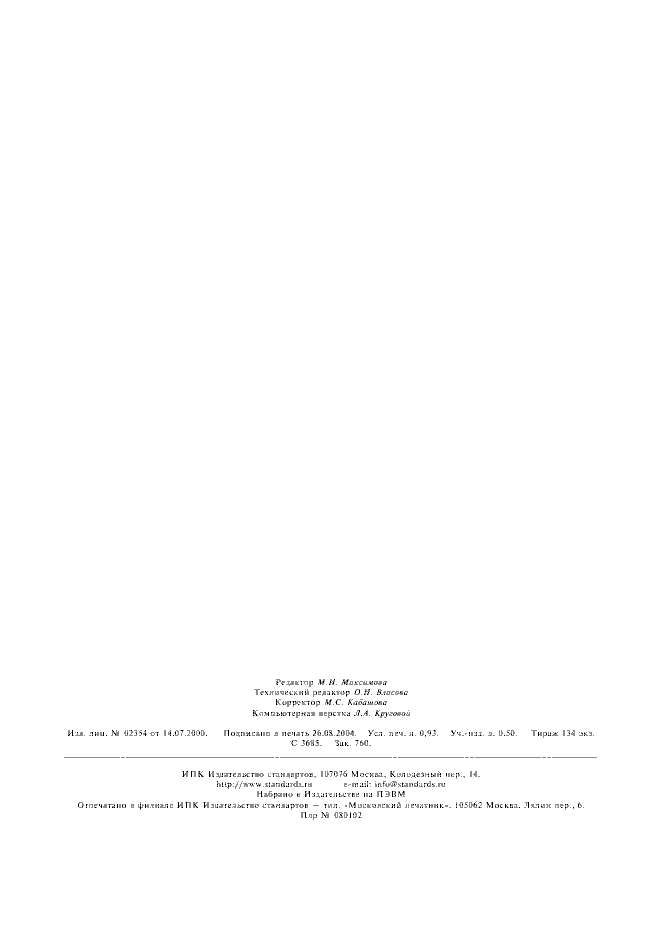 Редактор М.И. Максимова
Технический редактор О.Н. Власова
Корректор М.С. Кабашова
Компьютерная верстка Л.А. Круговой
Изд. лиц. № 02354 от 14.07.2000. Подписано в печать 26.08.2004. Усл. печ. л. 0,93. Уч.-изд. л. 0,50. Тираж 134 экз.
С 3685. Зак. 760.
ИПК Издательство стандартов, 107076 Москва, Колодезный пер., 14.
http://www.standards.ru e-mail: info@standards.ru
Набрано в Издательстве на ПЭВМ
Отпечатано в филиале ИПК Издательство стандартов — тип. «Московский печатник», 105062 Москва, Лялин пер., 6.
Плр № 080102